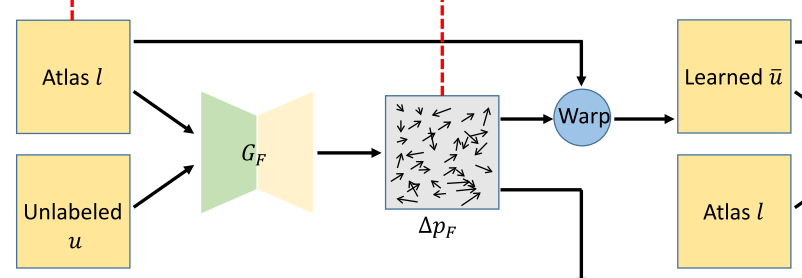 Atlas l
Unlabeled
u
G_F
Δp_F
Warp
Learned ū
Atlas l